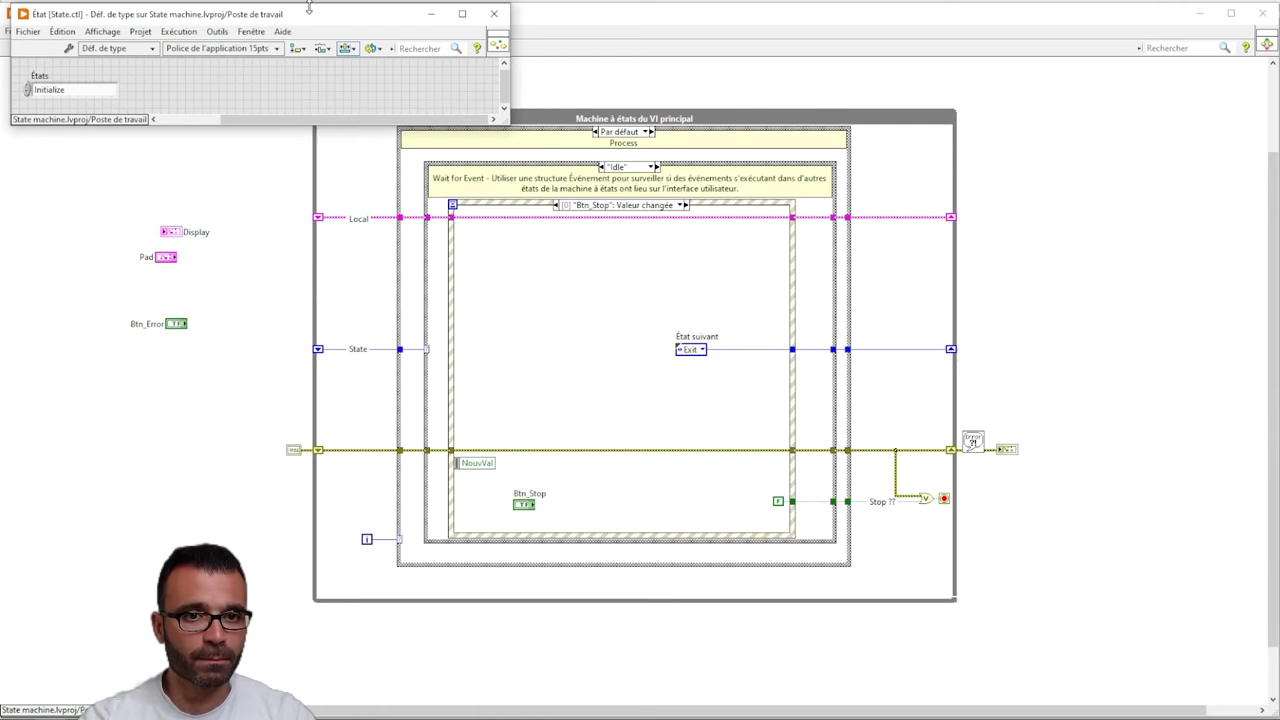 État [State.ctl] - Déf. de type sur State machine.lvproj/Poste de travail
Fichier Édition Affichage Projet Exécution Outils Fenêtre Aide
Déf. de type Police de l'application 15pts Rechercher
Rechercher
États
Initialize
State machine.lvproj/Poste de travail
Machine à états du VI principal
Par défaut
Process
"Idle"
Wait for Event - Utiliser une structure Événement pour surveiller si des événements s'exécutant dans d'autres
états de la machine à états ont lieu sur l'interface utilisateur.
[0] "Btn_Stop": Valeur changée
Local
Display
Pad
Btn_Error
État suivant
State
Exit
NouvVal
Btn_Stop
F
Stop ??
i
State machine.lvproj/Po